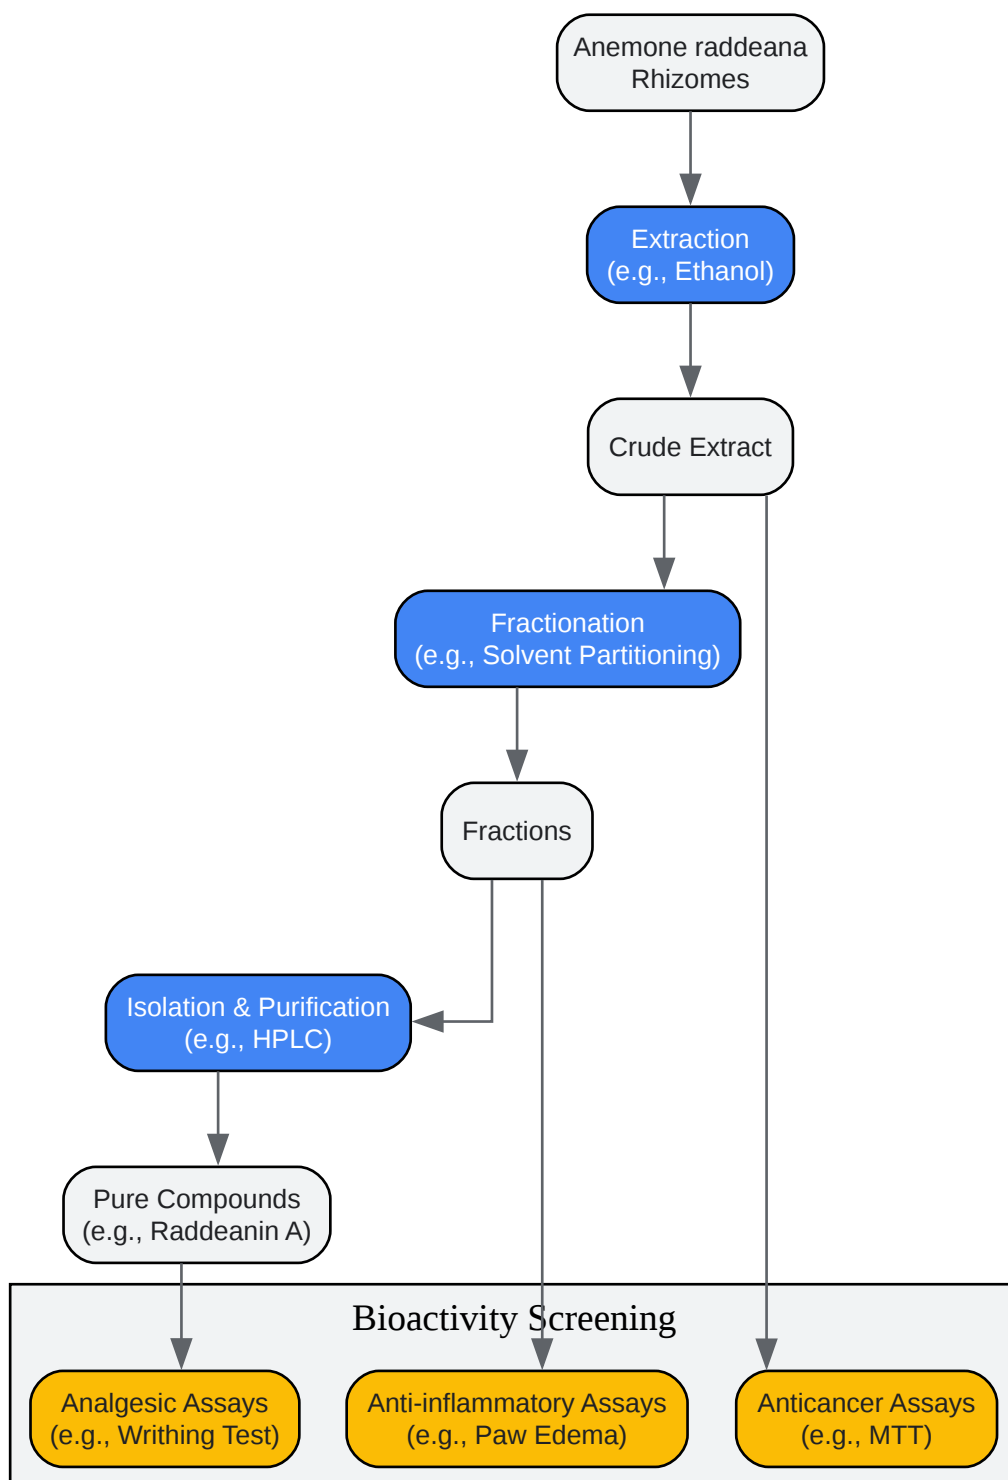 Anemone raddeana
Rhizomes
Extraction
(e.g., Ethanol)
Crude Extract
Fractionation
(e.g., Solvent Partitioning)
Fractions
Isolation & Purification
(e.g., HPLC)
Pure Compounds
(e.g., Raddeanin A)
Bioactivity Screening
Analgesic Assays
(e.g., Writhing Test)
Anti-inflammatory Assays
(e.g., Paw Edema)
Anticancer Assays
(e.g., MTT)